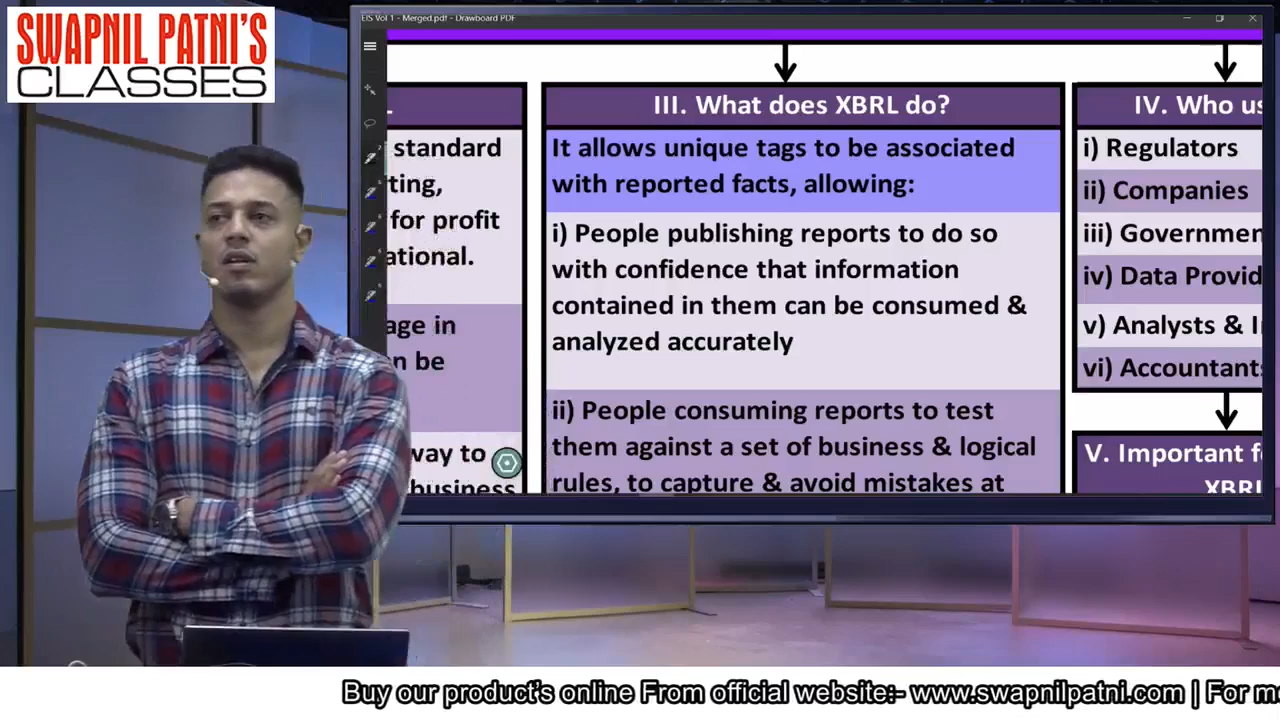 SWAPNIL PATNI'S
CLASSES
EIS Vol 1 - Merged.pdf - Drawboard PDF
standard
ting,
for profit
ational.
age in
n be
way to
business
III. What does XBRL do?
It allows unique tags to be associated
with reported facts, allowing:
i) People publishing reports to do so
with confidence that information
contained in them can be consumed &
analyzed accurately
ii) People consuming reports to test
them against a set of business & logical
rules, to capture & avoid mistakes at
IV. Who us
i) Regulators
ii) Companies
iii) Governmen
iv) Data Provid
v) Analysts & I
vi) Accountants
V. Important f
XBRL
Buy our product's online From official website:- www.swapnilpatni.com | For m